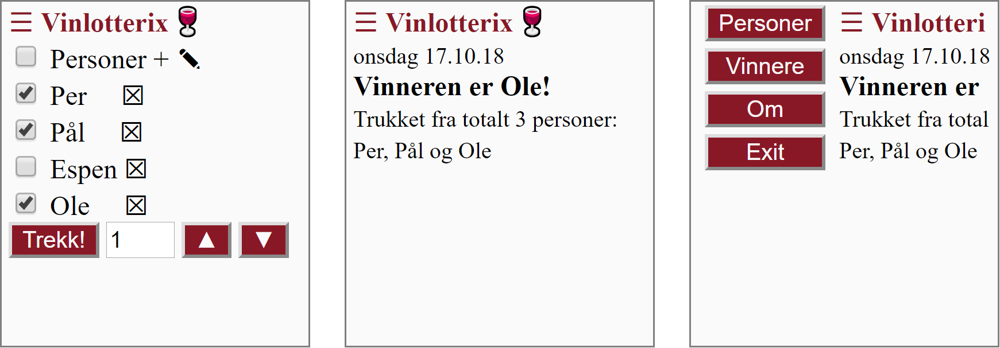 ☰ Vinlotterix
Personer +
Per ☒
Pål ☒
Espen ☒
Ole ☒
Trekk! 1 ▲ ▼
☰ Vinlotterix
onsdag 17.10.18
Vinneren er Ole!
Trukket fra totalt 3 personer:
Per, Pål og Ole
Personer
Vinnere
Om
Exit
☰ Vinlotteri
onsdag 17.10.18
Vinneren er
Trukket fra total
Per, Pål og Ole